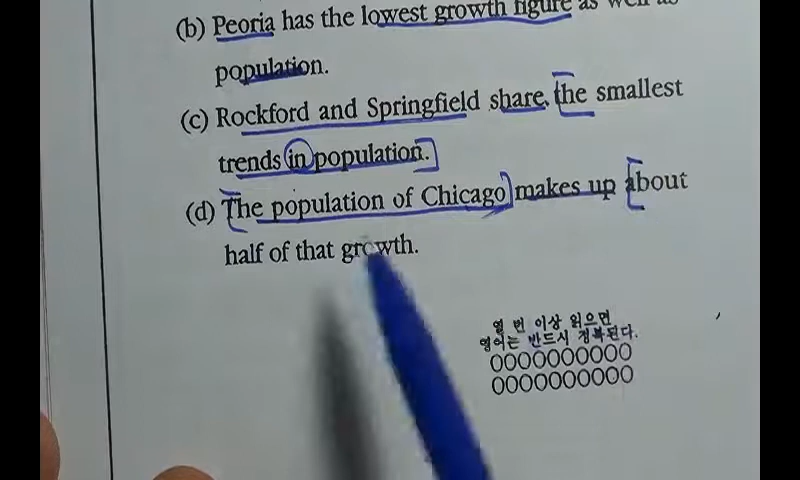 (b) Peoria has the lowest growth figure as well as
population.
(c) Rockford and Springfield share the smallest
trends in population.
(d) The population of Chicago makes up about
half of that growth.
열 번 이상 읽으면
영어는 반드시 정복된다.
OOOOOOOOOO
OOOOOOOOOO